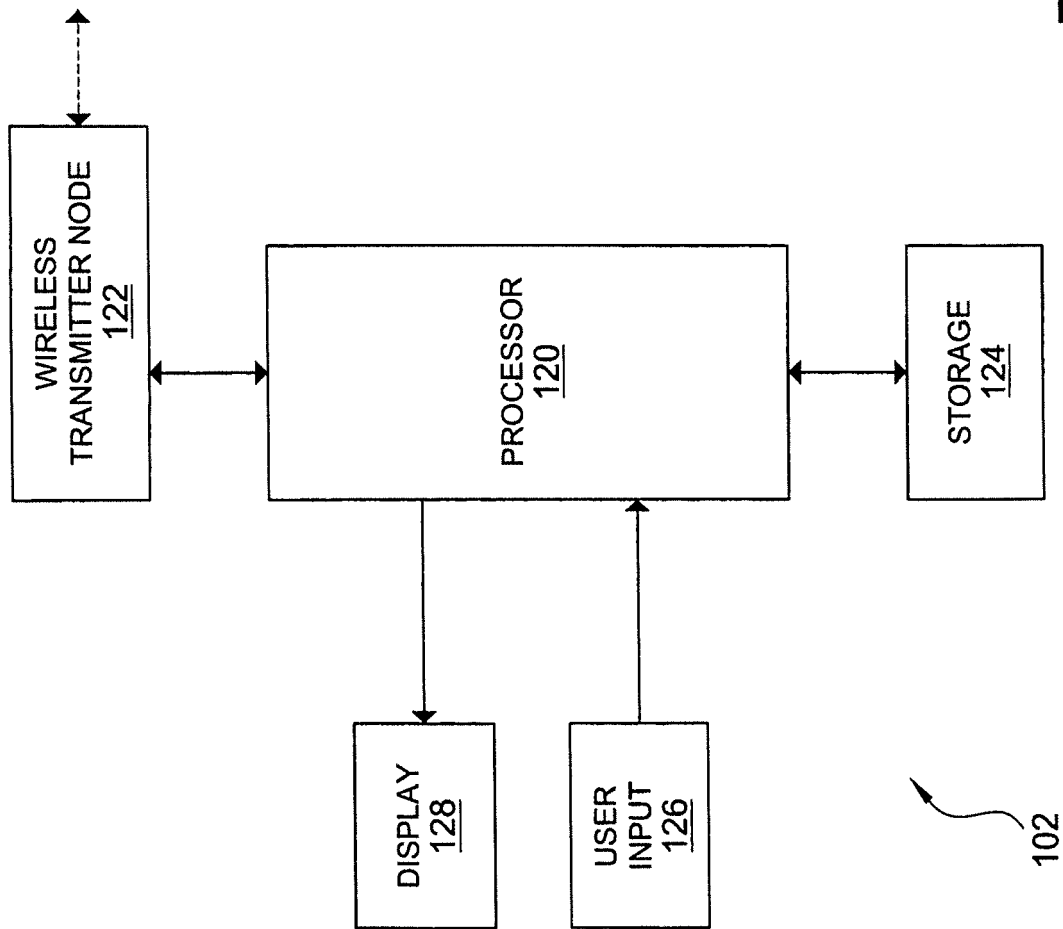 WIRELESS
TRANSMITTER NODE
122
PROCESSOR
120
STORAGE
124
DISPLAY
128
USER
INPUT
126
102